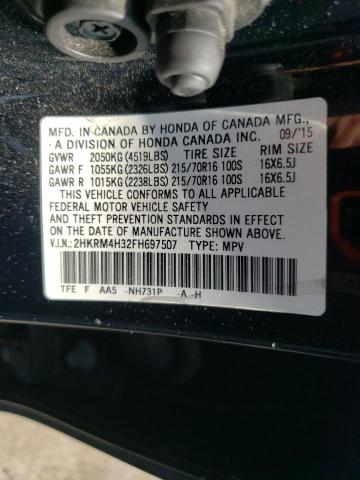 MFD. IN CANADA BY HONDA OF CANADA MFG.,
A DIVISION OF HONDA CANADA INC. 09/'15
GVWR 2050KG (4519LBS) TIRE SIZE RIM SIZE
GAWR F 1055KG (2326LBS) 215/70R16 100S 16X6.5J
GAWR R 1015KG (2238LBS) 215/70R16 100S 16X6.5J
THIS VEHICLE CONFORMS TO ALL APPLICABLE
FEDERAL MOTOR VEHICLE SAFETY
AND THEFT PREVENTION STANDARDS IN EFFECT
ON THE DATE OF MANUFACTURE SHOWN ABOVE.
V.I.N.: 2HKRM4H32FH697507 TYPE: MPV
TFE F AA5 -NH731P -A -H